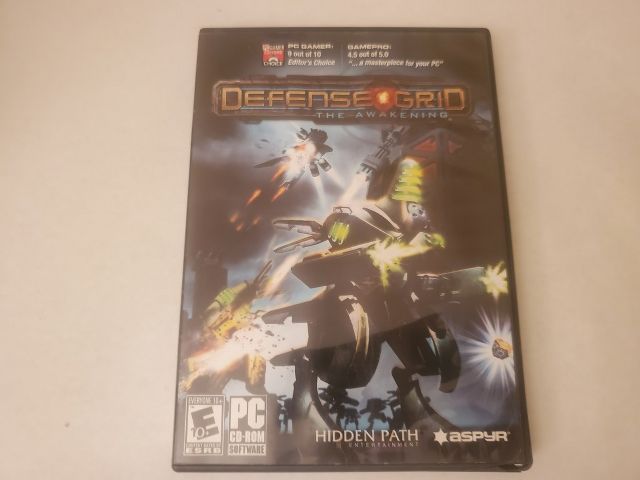 PC GAMER:
9 out of 10
Editor's Choice
GAMEPRO:
4.5 out of 5.0
"... a masterpiece for your PC"
DEFENSE GRID
THE AWAKENING
EVERYONE 10+
E
10+
ESRB
PC
CD-ROM
SOFTWARE
HIDDEN PATH
ENTERTAINMENT
ASPYR